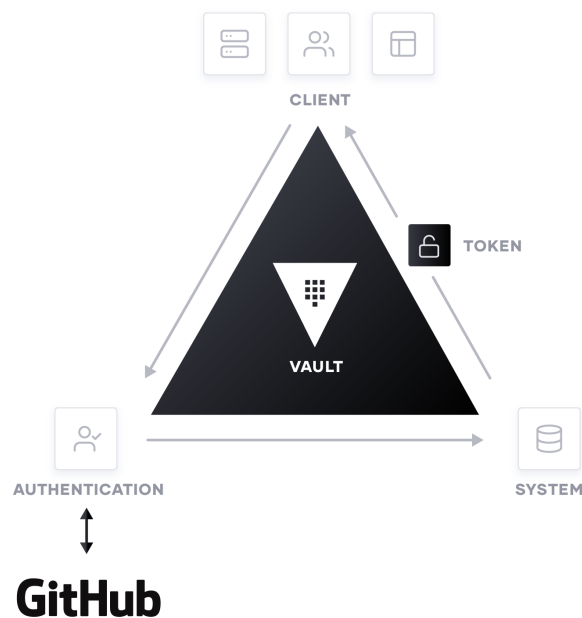 CLIENT
TOKEN
VAULT
AUTHENTICATION
SYSTEM
GitHub